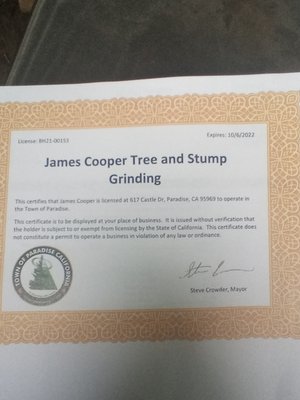 License: BH21-00153
Expires: 10/6/2022
James Cooper Tree and Stump
Grinding
This certifies that James Cooper is licensed at 617 Castle Dr, Paradise, CA 95969 to operate in
the Town of Paradise.
This certificate is to be displayed at your place of business. It is issued without verification that
the holder is subject to or exempt from licensing by the State of California. This certificate does
not constitute a permit to operate a business in violation of any law or ordinance.
TOWN OF PARADISE CALIFORNIA
Steve Crowder, Mayor